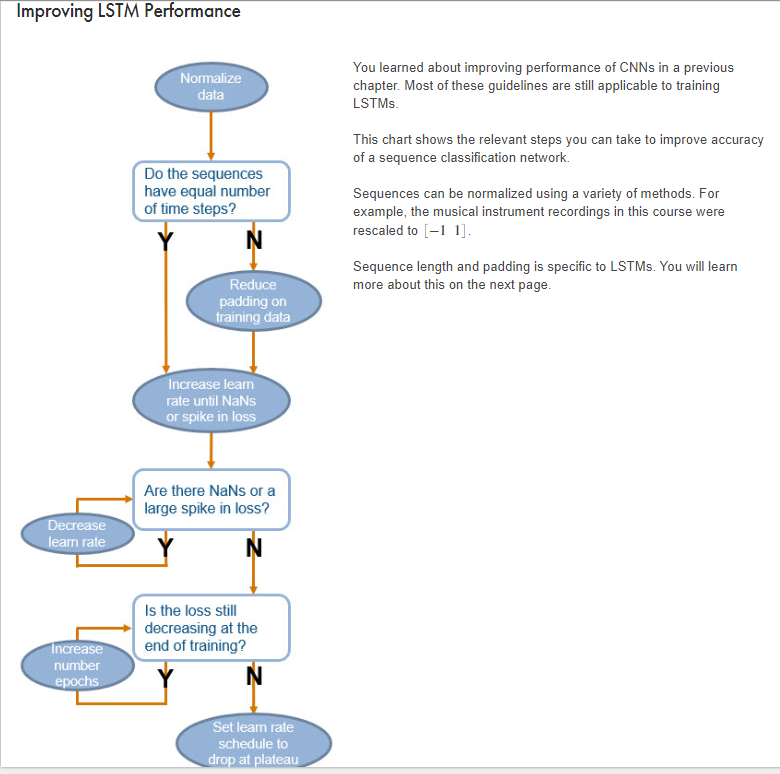 Improving LSTM Performance
Normalize
data
You learned about improving performance of CNNs in a previous
chapter. Most of these guidelines are still applicable to training
LSTMs.
This chart shows the relevant steps you can take to improve accuracy
of a sequence classification network.
Sequences can be normalized using a variety of methods. For
example, the musical instrument recordings in this course were
rescaled to [−1 1].
Sequence length and padding is specific to LSTMs. You will learn
more about this on the next page.
Do the sequences
have equal number
of time steps?
Y
N
Reduce
padding on
training data
Increase learn
rate until NaNs
or spike in loss
Are there NaNs or a
large spike in loss?
Decrease
learn rate
Y
N
Is the loss still
decreasing at the
end of training?
Increase
number
epochs
Y
N
Set learn rate
schedule to
drop at plateau